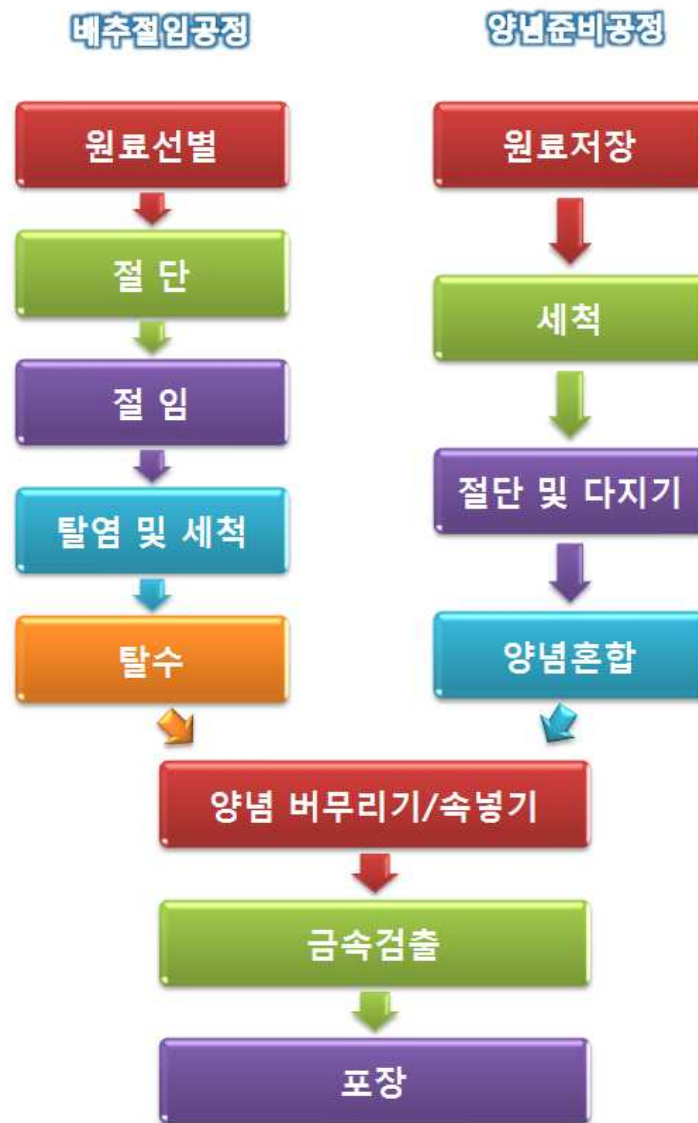 배추절임공정
양념준비공정
원료선별
원료저장
절 단
세척
절 임
절단 및 다지기
탈염 및 세척
탈수
양념혼합
양념 버무리기/속넣기
금속검출
포장